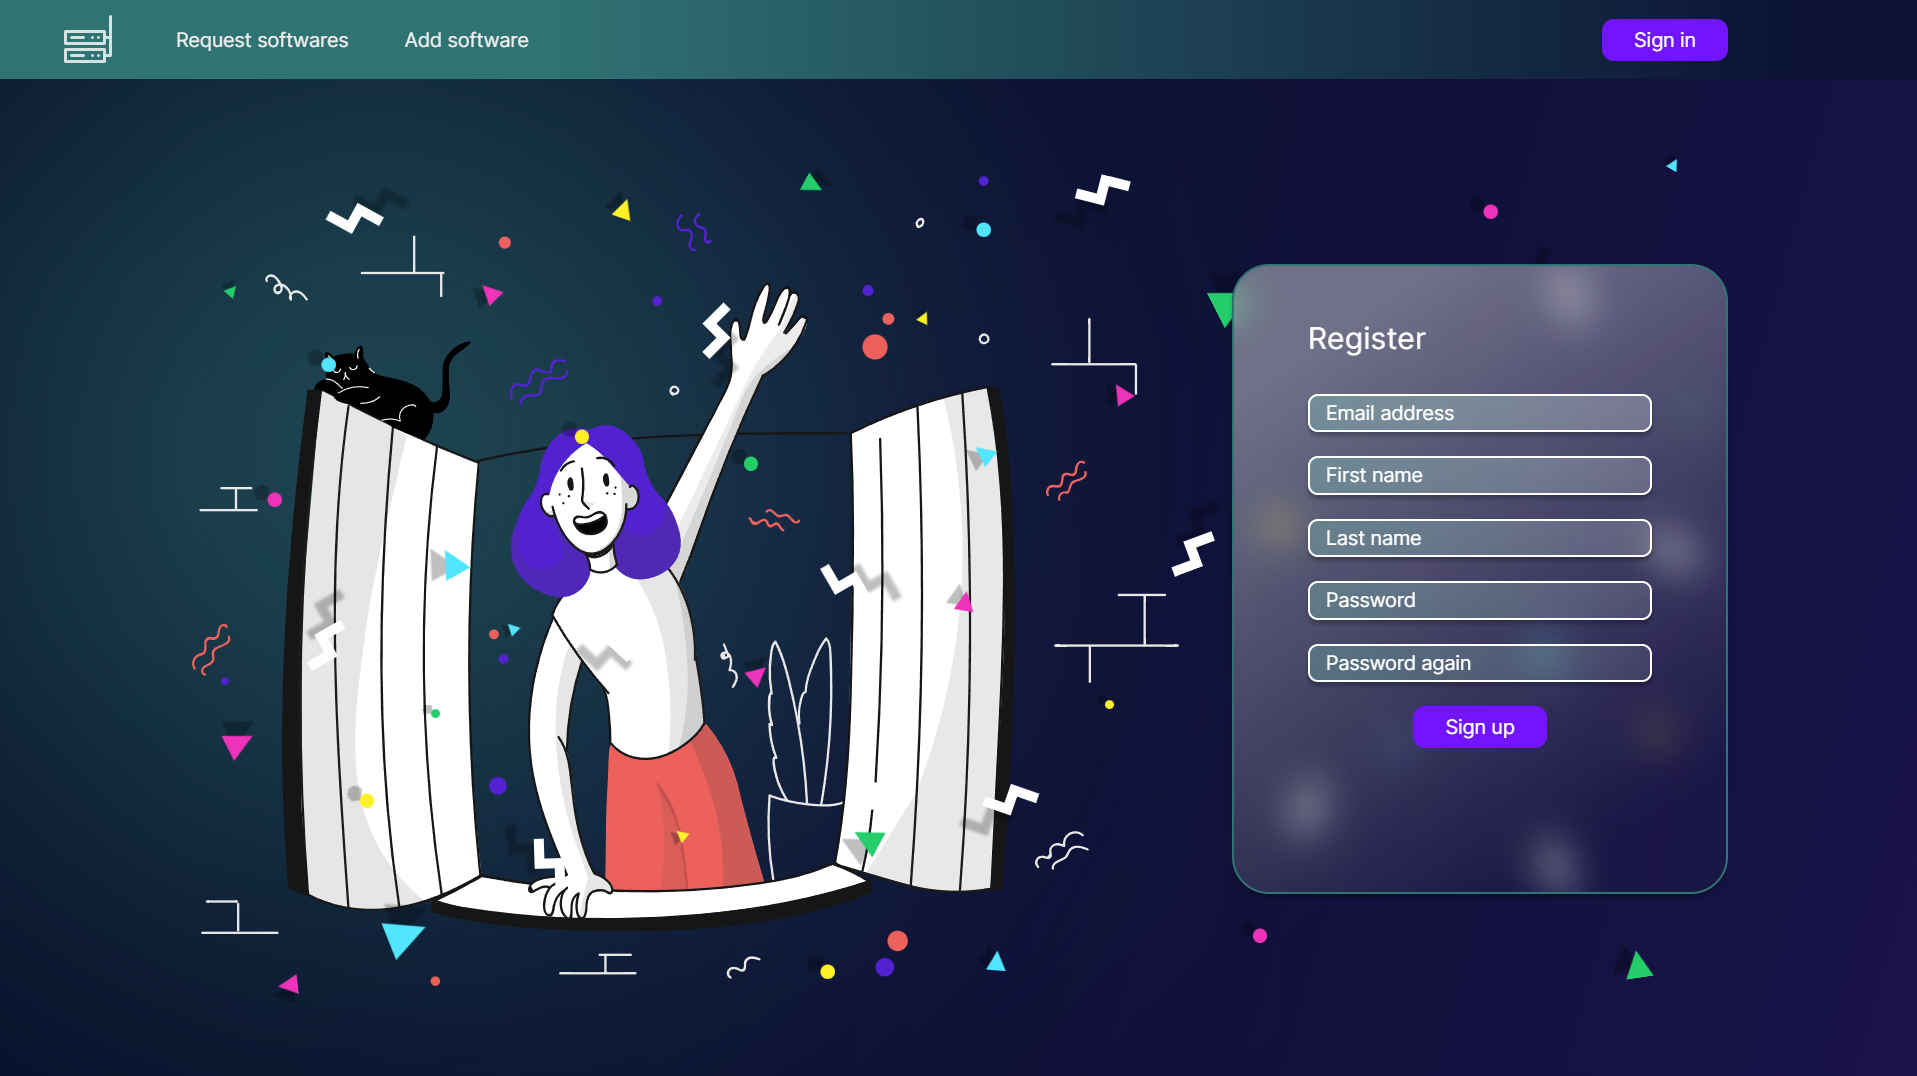 Request softwares
Add software
Sign in
Register
Email address
First name
Last name
Password
Password again
Sign up